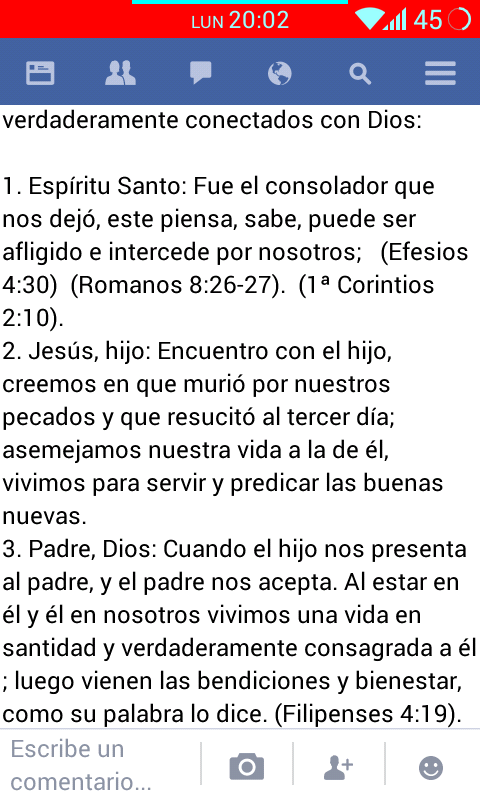 LUN 20:02 45
verdaderamente conectados con Dios:
1. Espíritu Santo: Fue el consolador que
nos dejó, este piensa, sabe, puede ser
afligido e intercede por nosotros;   (Efesios
4:30)  (Romanos 8:26-27).  (1ª Corintios
2:10).
2. Jesús, hijo: Encuentro con el hijo,
creemos en que murió por nuestros
pecados y que resucitó al tercer día;
asemejamos nuestra vida a la de él,
vivimos para servir y predicar las buenas
nuevas.
3. Padre, Dios: Cuando el hijo nos presenta
al padre, y el padre nos acepta. Al estar en
él y él en nosotros vivimos una vida en
santidad y verdaderamente consagrada a él
; luego vienen las bendiciones y bienestar,
como su palabra lo dice. (Filipenses 4:19).
Escribe un
comentario...